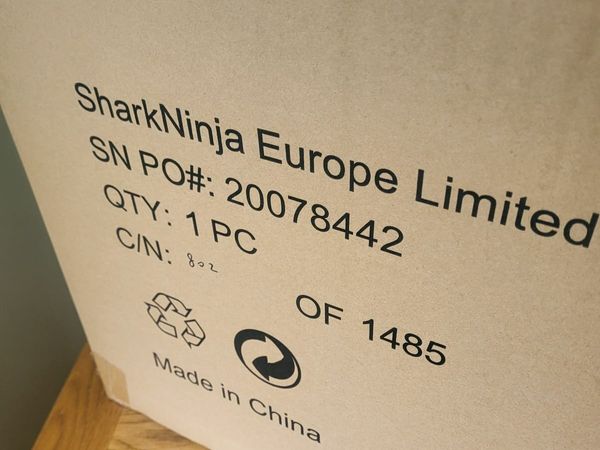 SharkNinja Europe Limited
SN PO#: 20078442
QTY: 1 PC
C/N: 802 OF 1485
Made in China